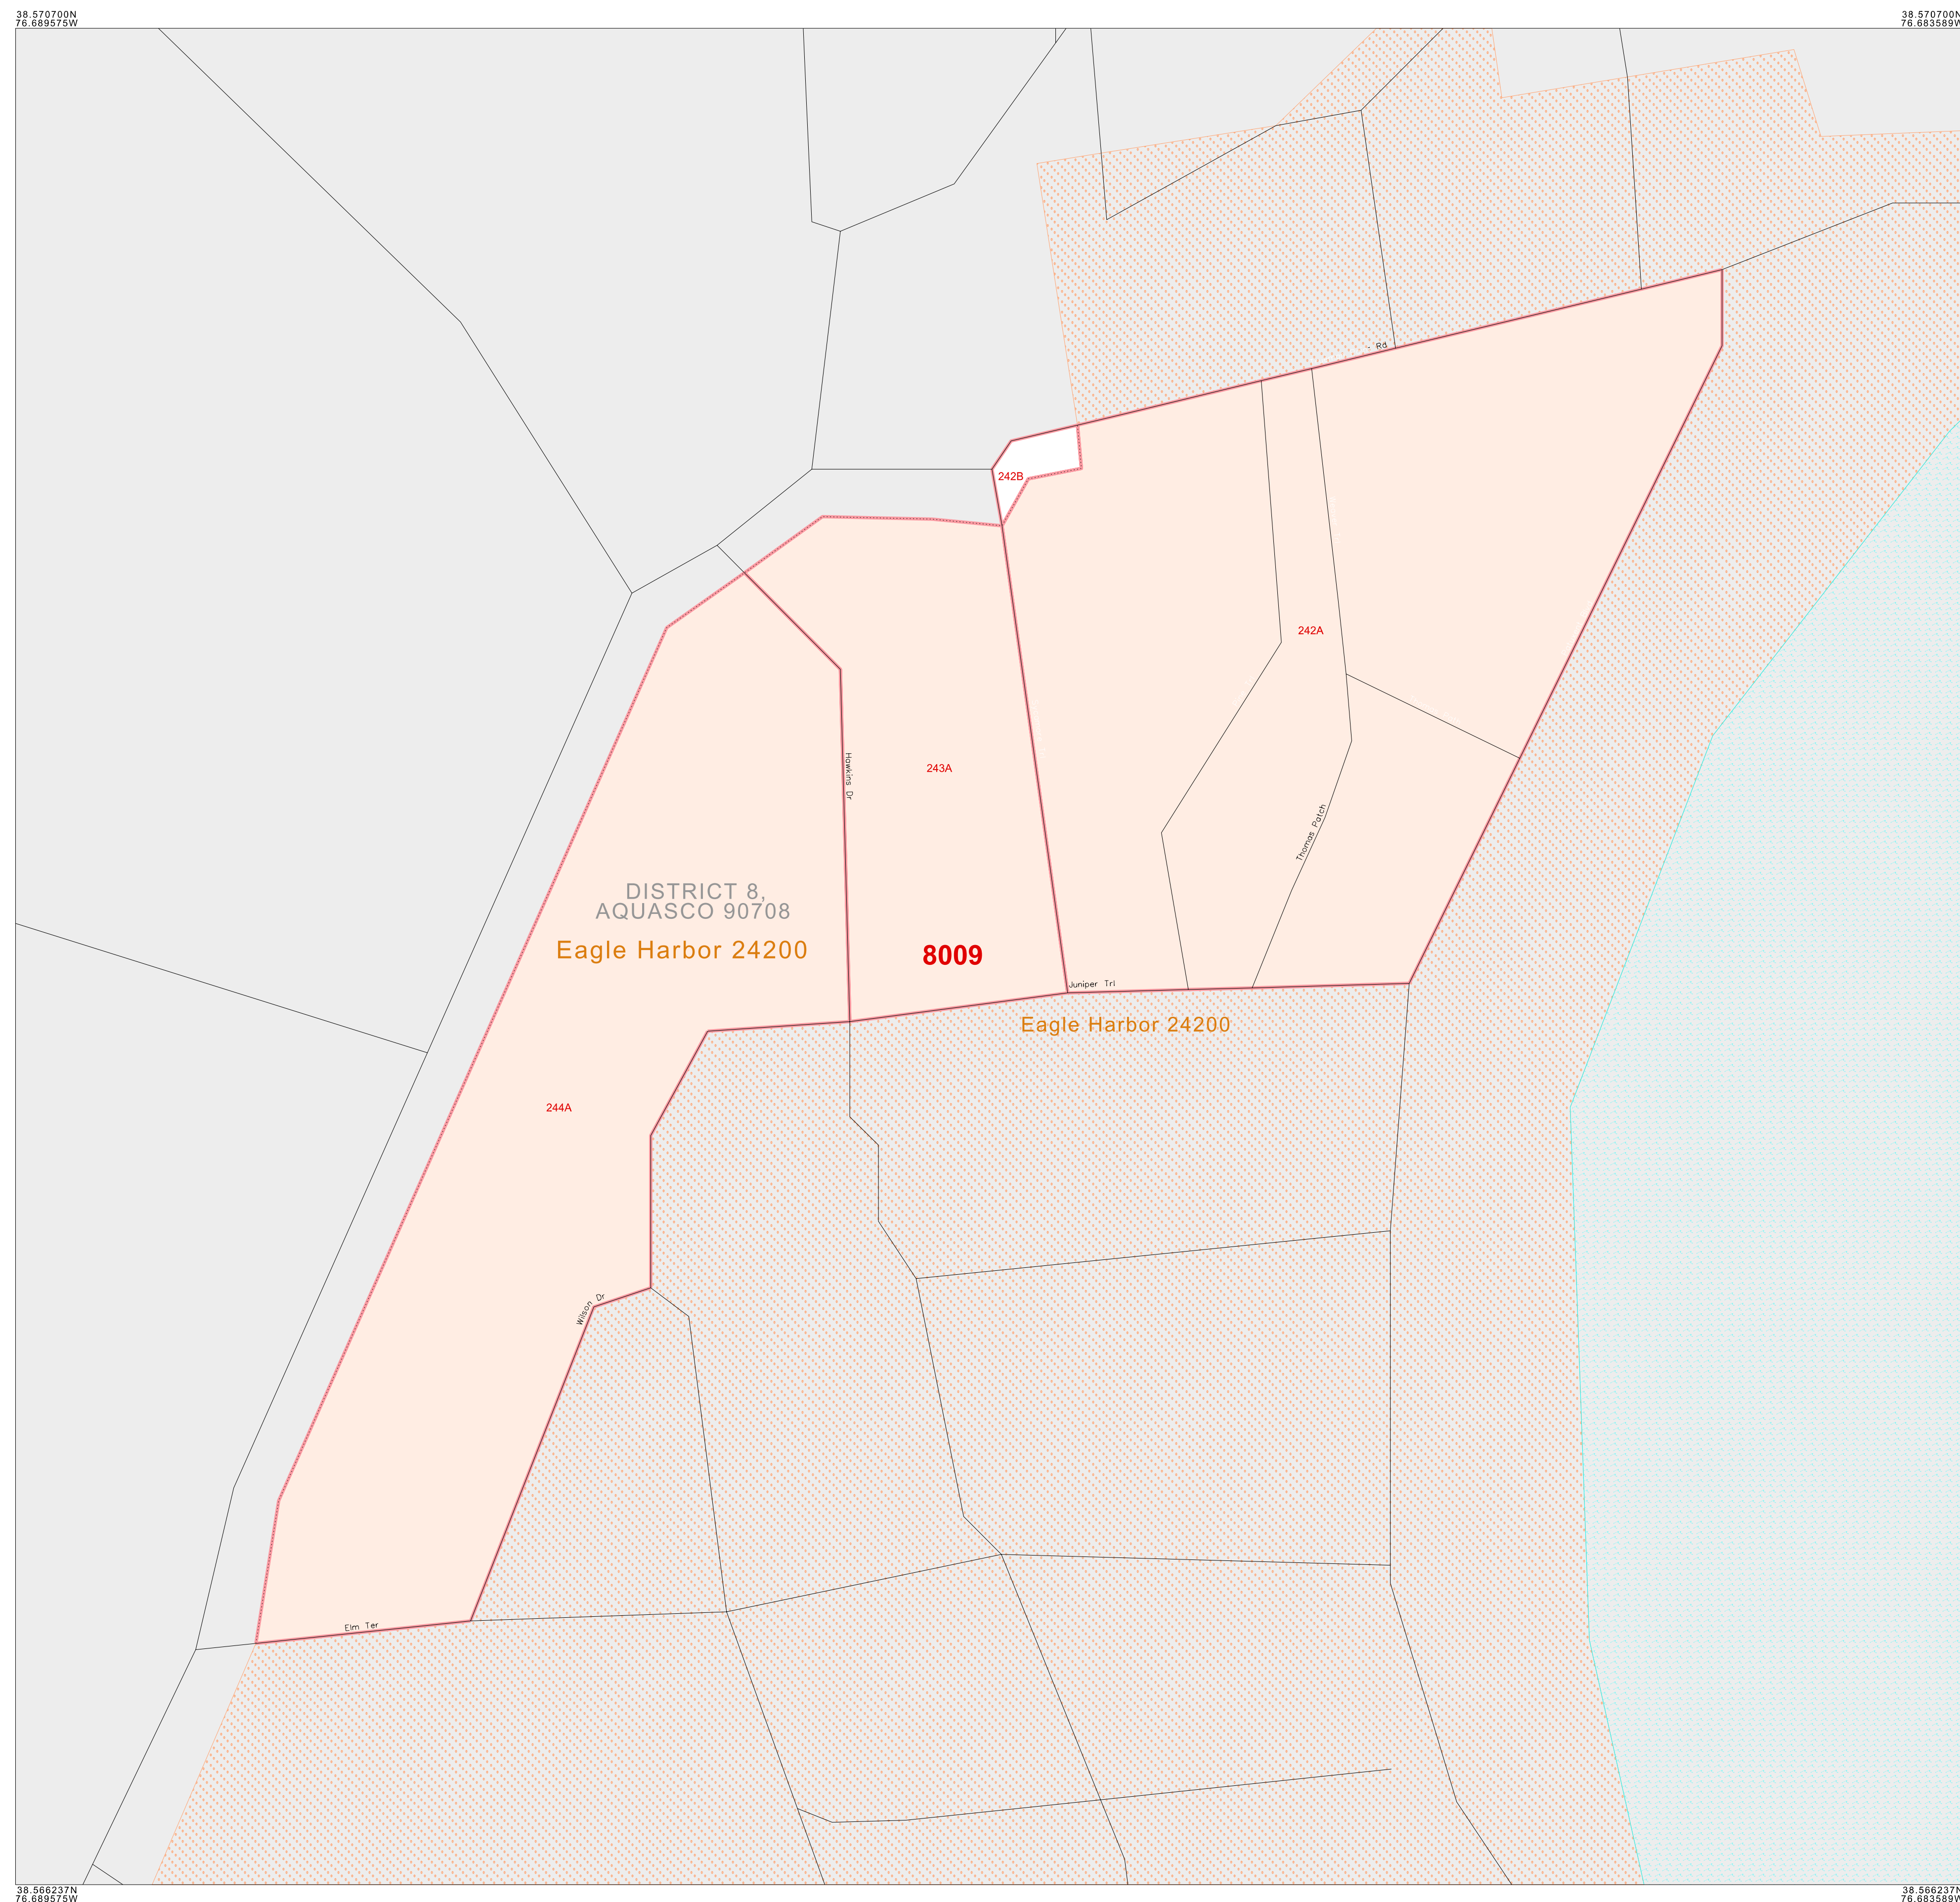 38.570700N
76.689575W
38.570700N
76.683589W
- Rd
242B
242A
243A
Hawkins Dr
Thomas Patch
DISTRICT 8,
AQUASCO 90708
Eagle Harbor 24200
8009
Juniper Trl
Eagle Harbor 24200
244A
Wilson Dr
Elm Ter
38.566237N
76.689575W
38.566237N
76.683589W